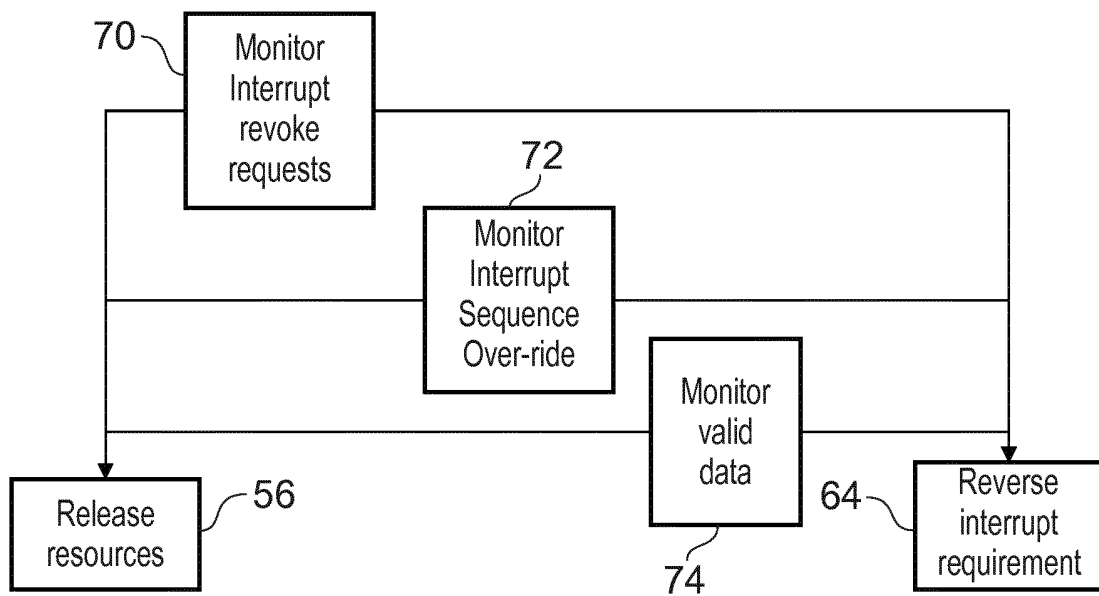 70
Monitor
Interrupt
revoke
requests
72
Monitor
Interrupt
Sequence
Over-ride
Monitor
valid
data
74
Release
resources
56
64
Reverse
interrupt
requirement